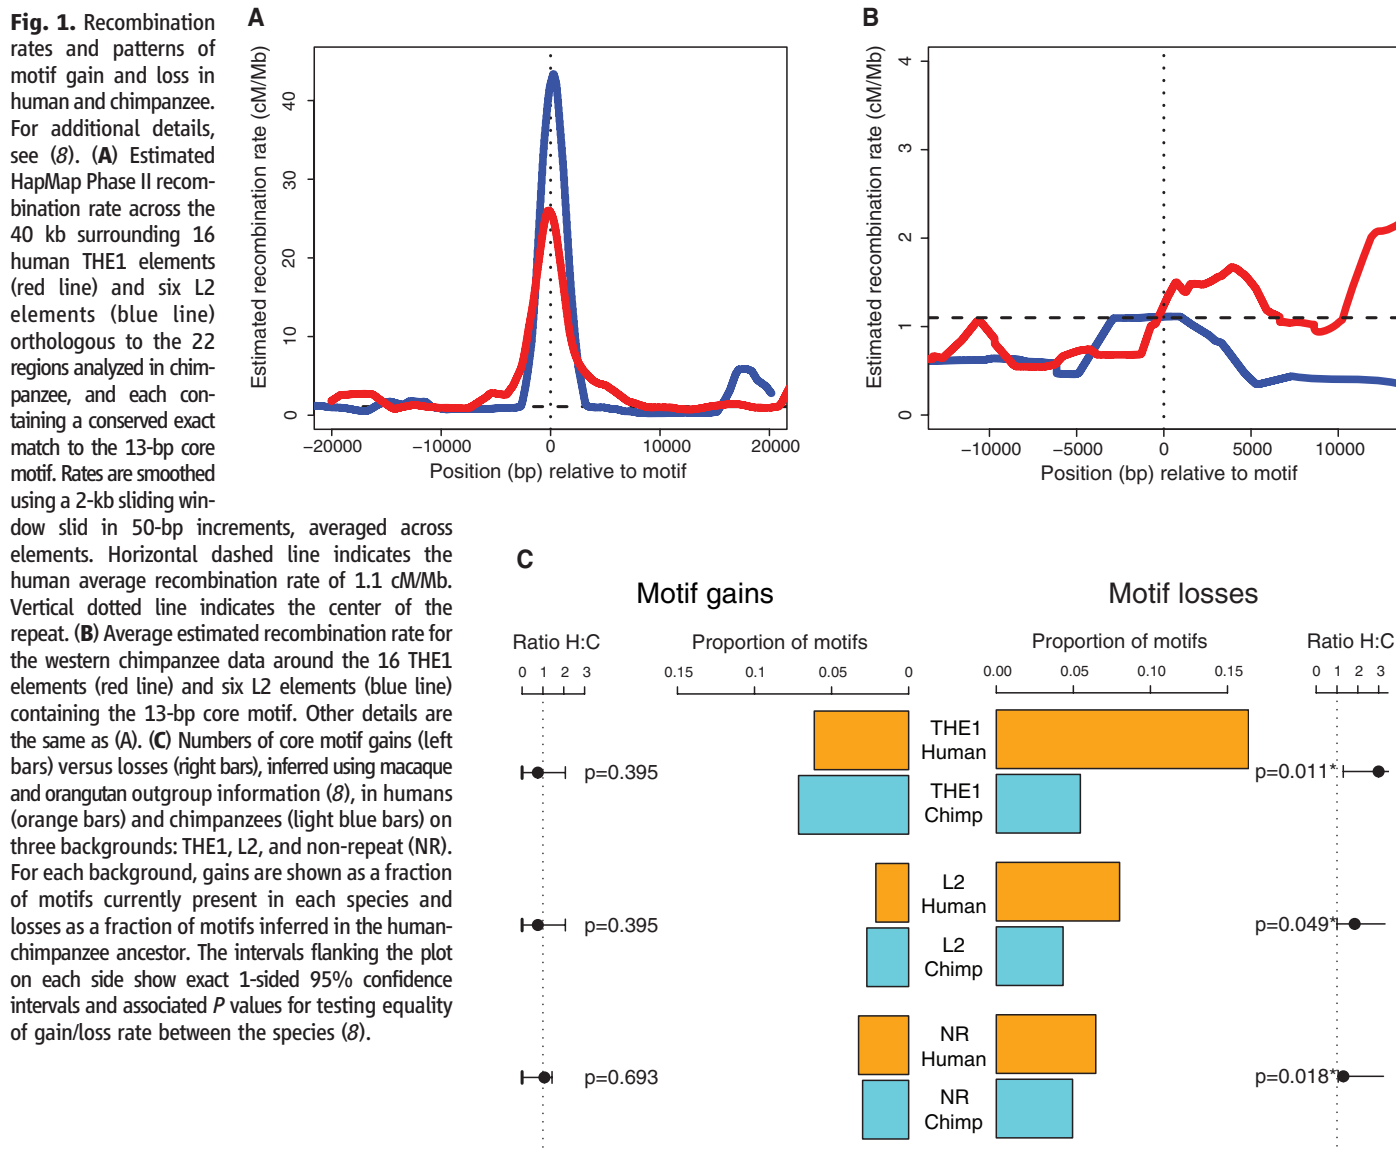 Fig. 1. Recombination
rates and patterns of
motif gain and loss in
human and chimpanzee.
For additional details,
see (8). (A) Estimated
HapMap Phase II recom-
bination rate across the
40 kb surrounding 16
human THE1 elements
(red line) and six L2
elements (blue line)
orthologous to the 22
regions analyzed in chim-
panzee, and each con-
taining a conserved exact
match to the 13-bp core
motif. Rates are smoothed
using a 2-kb sliding win-
dow slid in 50-bp increments, averaged across
elements. Horizontal dashed line indicates the
human average recombination rate of 1.1 cM/Mb.
Vertical dotted line indicates the center of the
repeat. (B) Average estimated recombination rate for
the western chimpanzee data around the 16 THE1
elements (red line) and six L2 elements (blue line)
containing the 13-bp core motif. Other details are
the same as (A). (C) Numbers of core motif gains (left
bars) versus losses (right bars), inferred using macaque
and orangutan outgroup information (8), in humans
(orange bars) and chimpanzees (light blue bars) on
three backgrounds: THE1, L2, and non-repeat (NR).
For each background, gains are shown as a fraction
of motifs currently present in each species and
losses as a fraction of motifs inferred in the human-
chimpanzee ancestor. The intervals flanking the plot
on each side show exact 1-sided 95% confidence
intervals and associated P values for testing equality
of gain/loss rate between the species (8).
A
Estimated recombination rate (cM/Mb)
40
30
20
10
0
−20000 −10000 0 10000 20000
Position (bp) relative to motif
B
Estimated recombination rate (cM/Mb)
4
3
2
1
0
−10000 −5000 0 5000 10000
Position (bp) relative to motif
C
Motif gains Motif losses
Ratio H:C Proportion of motifs Proportion of motifs Ratio H:C
0 1 2 3 0.15 0.1 0.05 0 0.00 0.05 0.10 0.15 0 1 2 3
THE1
Human
p=0.395 p=0.011*
THE1
Chimp
L2
Human
p=0.395 p=0.049*
L2
Chimp
NR
Human
p=0.693 p=0.018*
NR
Chimp